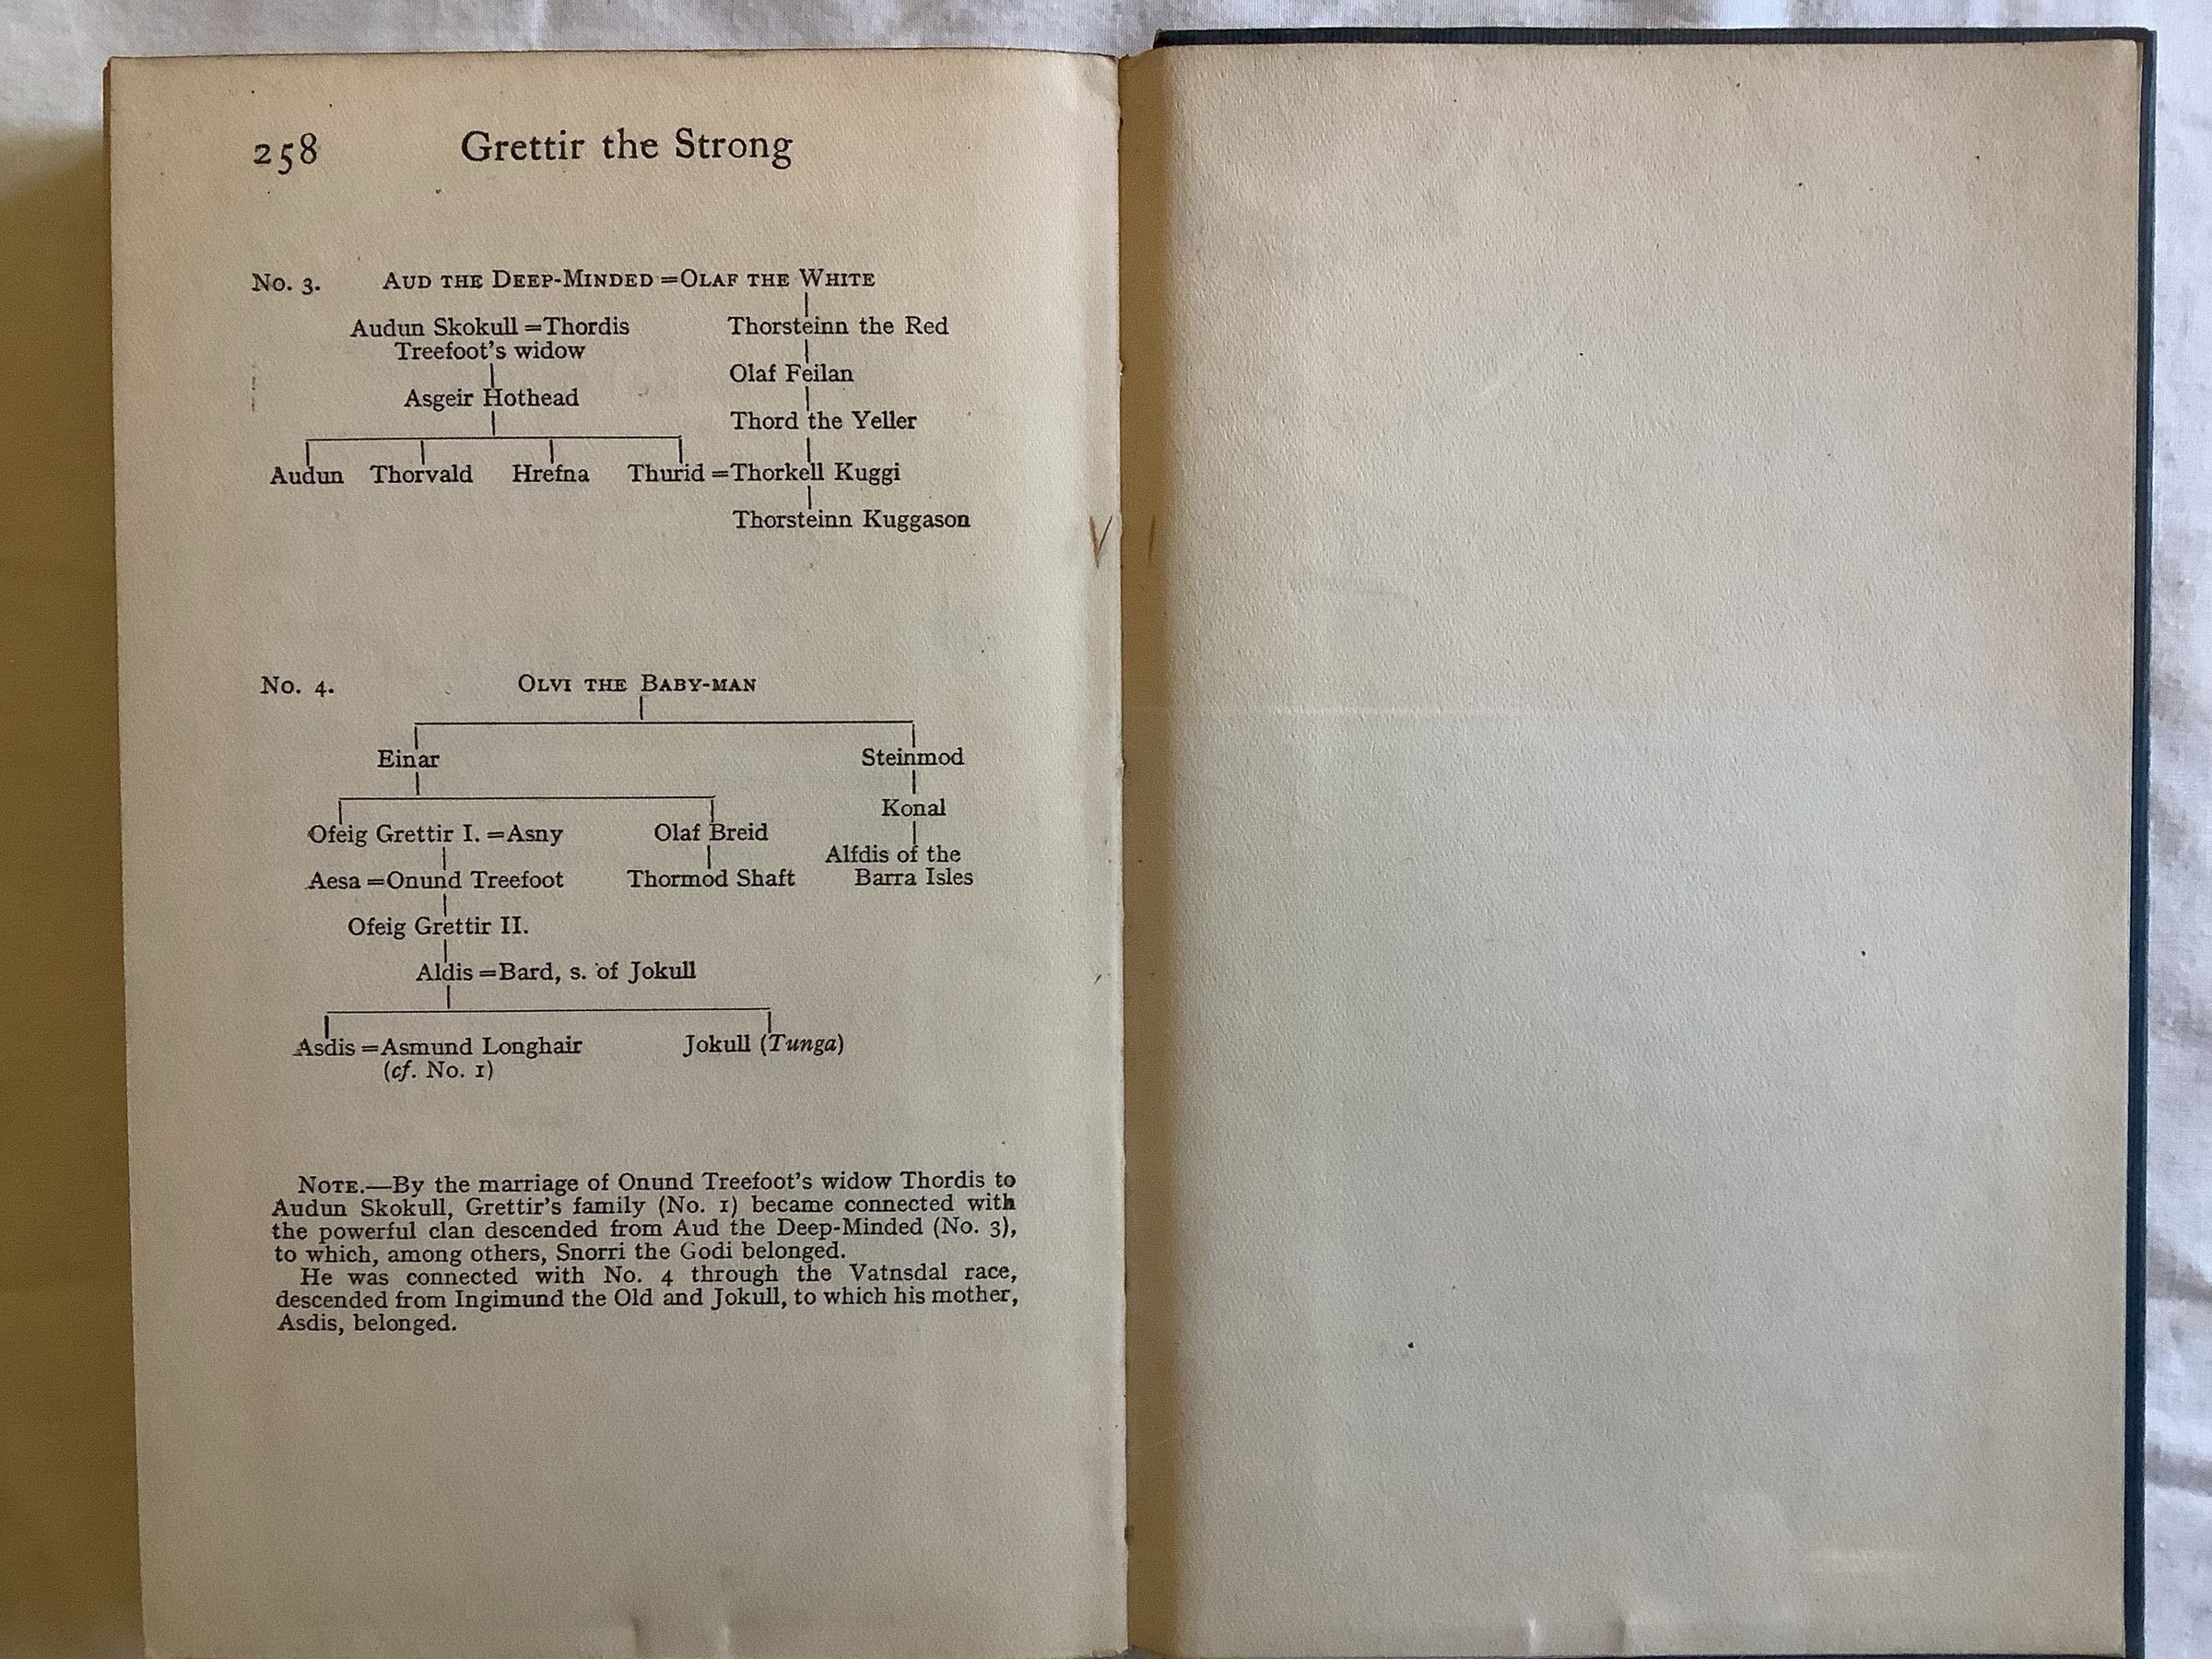 258 Grettir the Strong
No. 3. AUD THE DEEP-MINDED = OLAF THE WHITE
Audun Skokull = Thordis Thorsteinn the Red
Treefoot's widow
Olaf Feilan
Asgeir Hothead
Thord the Yeller
Audun Thorvald Hrefna Thurid = Thorkell Kuggi
Thorsteinn Kuggason
No. 4. OLVI THE BABY-MAN
Einar Steinmod
Konal
Ofeig Grettir I. = Asny Olaf Breid
Alfdis of the
Aesa = Onund Treefoot Thormod Shaft Barra Isles
Ofeig Grettir II.
Aldis = Bard, s. of Jokull
Asdis = Asmund Longhair Jokull (Tunga)
(cf. No. 1)
NOTE.—By the marriage of Onund Treefoot's widow Thordis to
Audun Skokull, Grettir's family (No. 1) became connected with
the powerful clan descended from Aud the Deep-Minded (No. 3),
to which, among others, Snorri the Godi belonged.
He was connected with No. 4 through the Vatnsdal race,
descended from Ingimund the Old and Jokull, to which his mother,
Asdis, belonged.